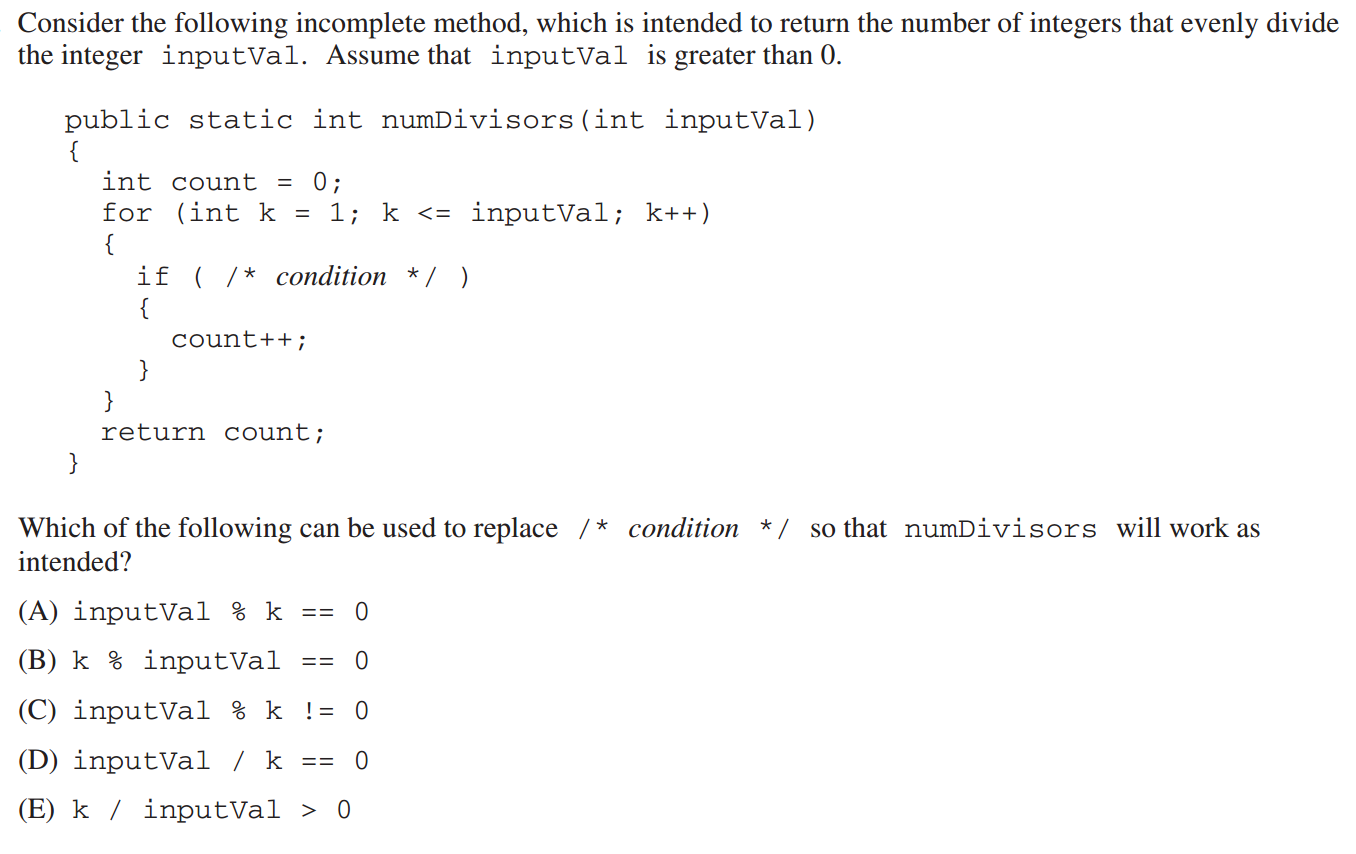 Consider the following incomplete method, which is intended to return the number of integers that evenly divide
the integer inputVal. Assume that inputVal is greater than 0.
public static int numDivisors(int inputVal)
{
int count = 0;
for (int k = 1; k <= inputVal; k++)
{
if ( /* condition */ )
{
count++;
}
}
return count;
}
Which of the following can be used to replace /* condition */ so that numDivisors will work as
intended?
(A) inputVal % k == 0
(B) k % inputVal == 0
(C) inputVal % k != 0
(D) inputVal / k == 0
(E) k / inputVal > 0